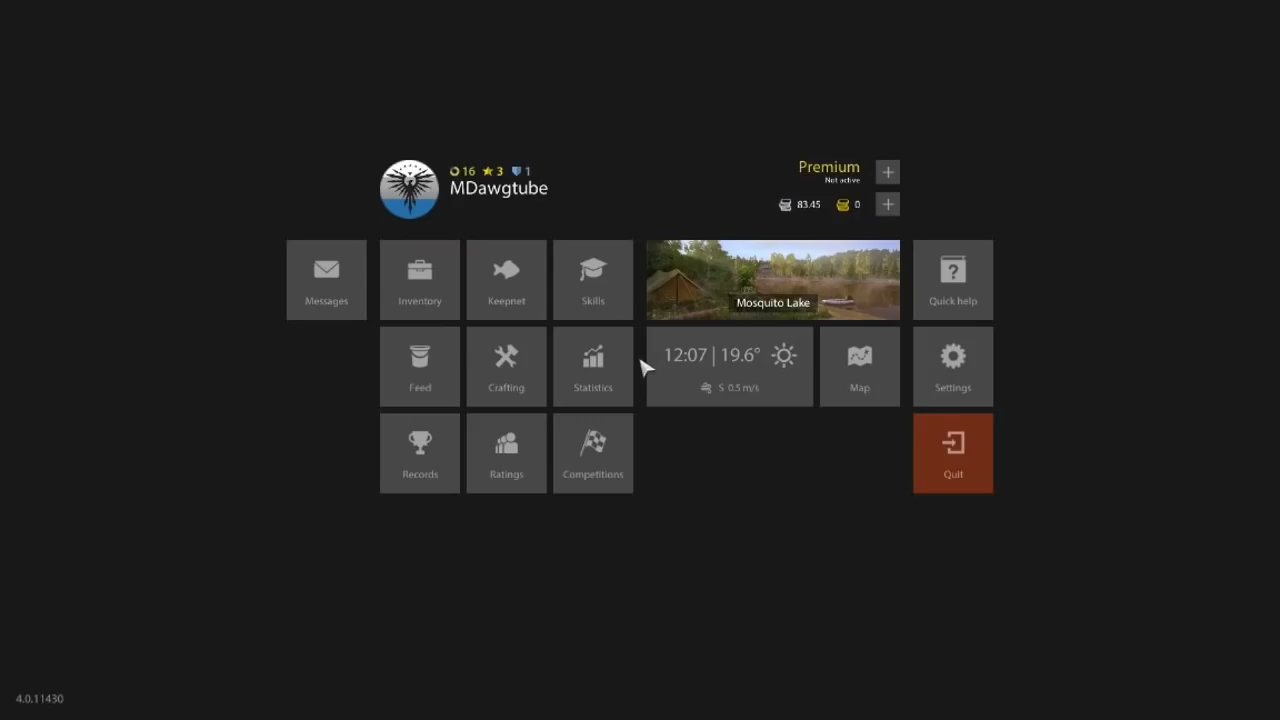 16 3 1
MDawgtube
Premium
Not active
83.45 0
Messages
Inventory
Keepnet
Skills
Mosquito Lake
Quick help
Feed
Crafting
Statistics
12:07 | 19.6°
S 0.5 m/s
Map
Settings
Records
Ratings
Competitions
Quit
4.0.11430